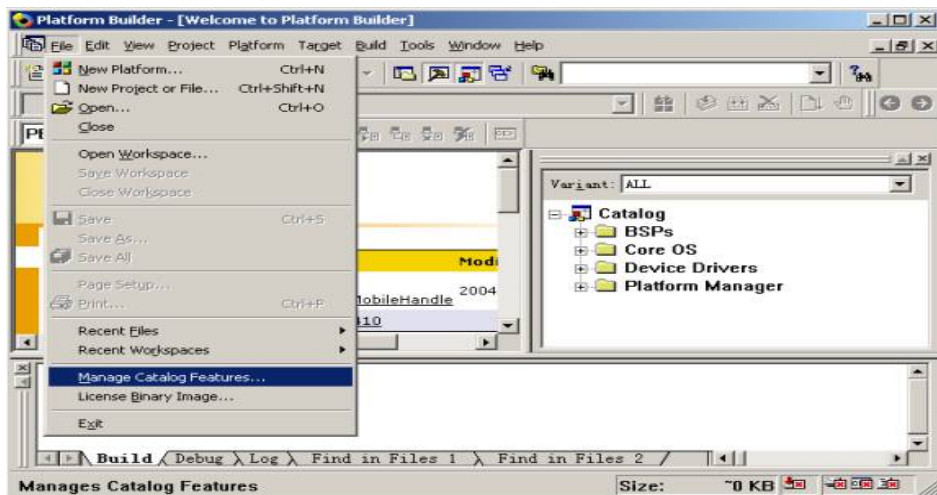 Platform Builder - [Welcome to Platform Builder]
File Edit View Project Platform Target Build Tools Window Help
New Platform... Ctrl+N
New Project or File... Ctrl+Shift+N
Open... Ctrl+O
Close
Open Workspace...
Save Workspace
Close Workspace
Save Ctrl+S
Save As...
Save All
Page Setup...
Print... Ctrl+P
Recent Files
Recent Workspaces
Manage Catalog Features...
License Binary Image...
Exit
Modi
2004
MobileHandle
410
Variant: ALL
Catalog
BSPs
Core OS
Device Drivers
Platform Manager
Build Debug Log Find in Files 1 Find in Files 2
Manages Catalog Features Size: ~0 KB